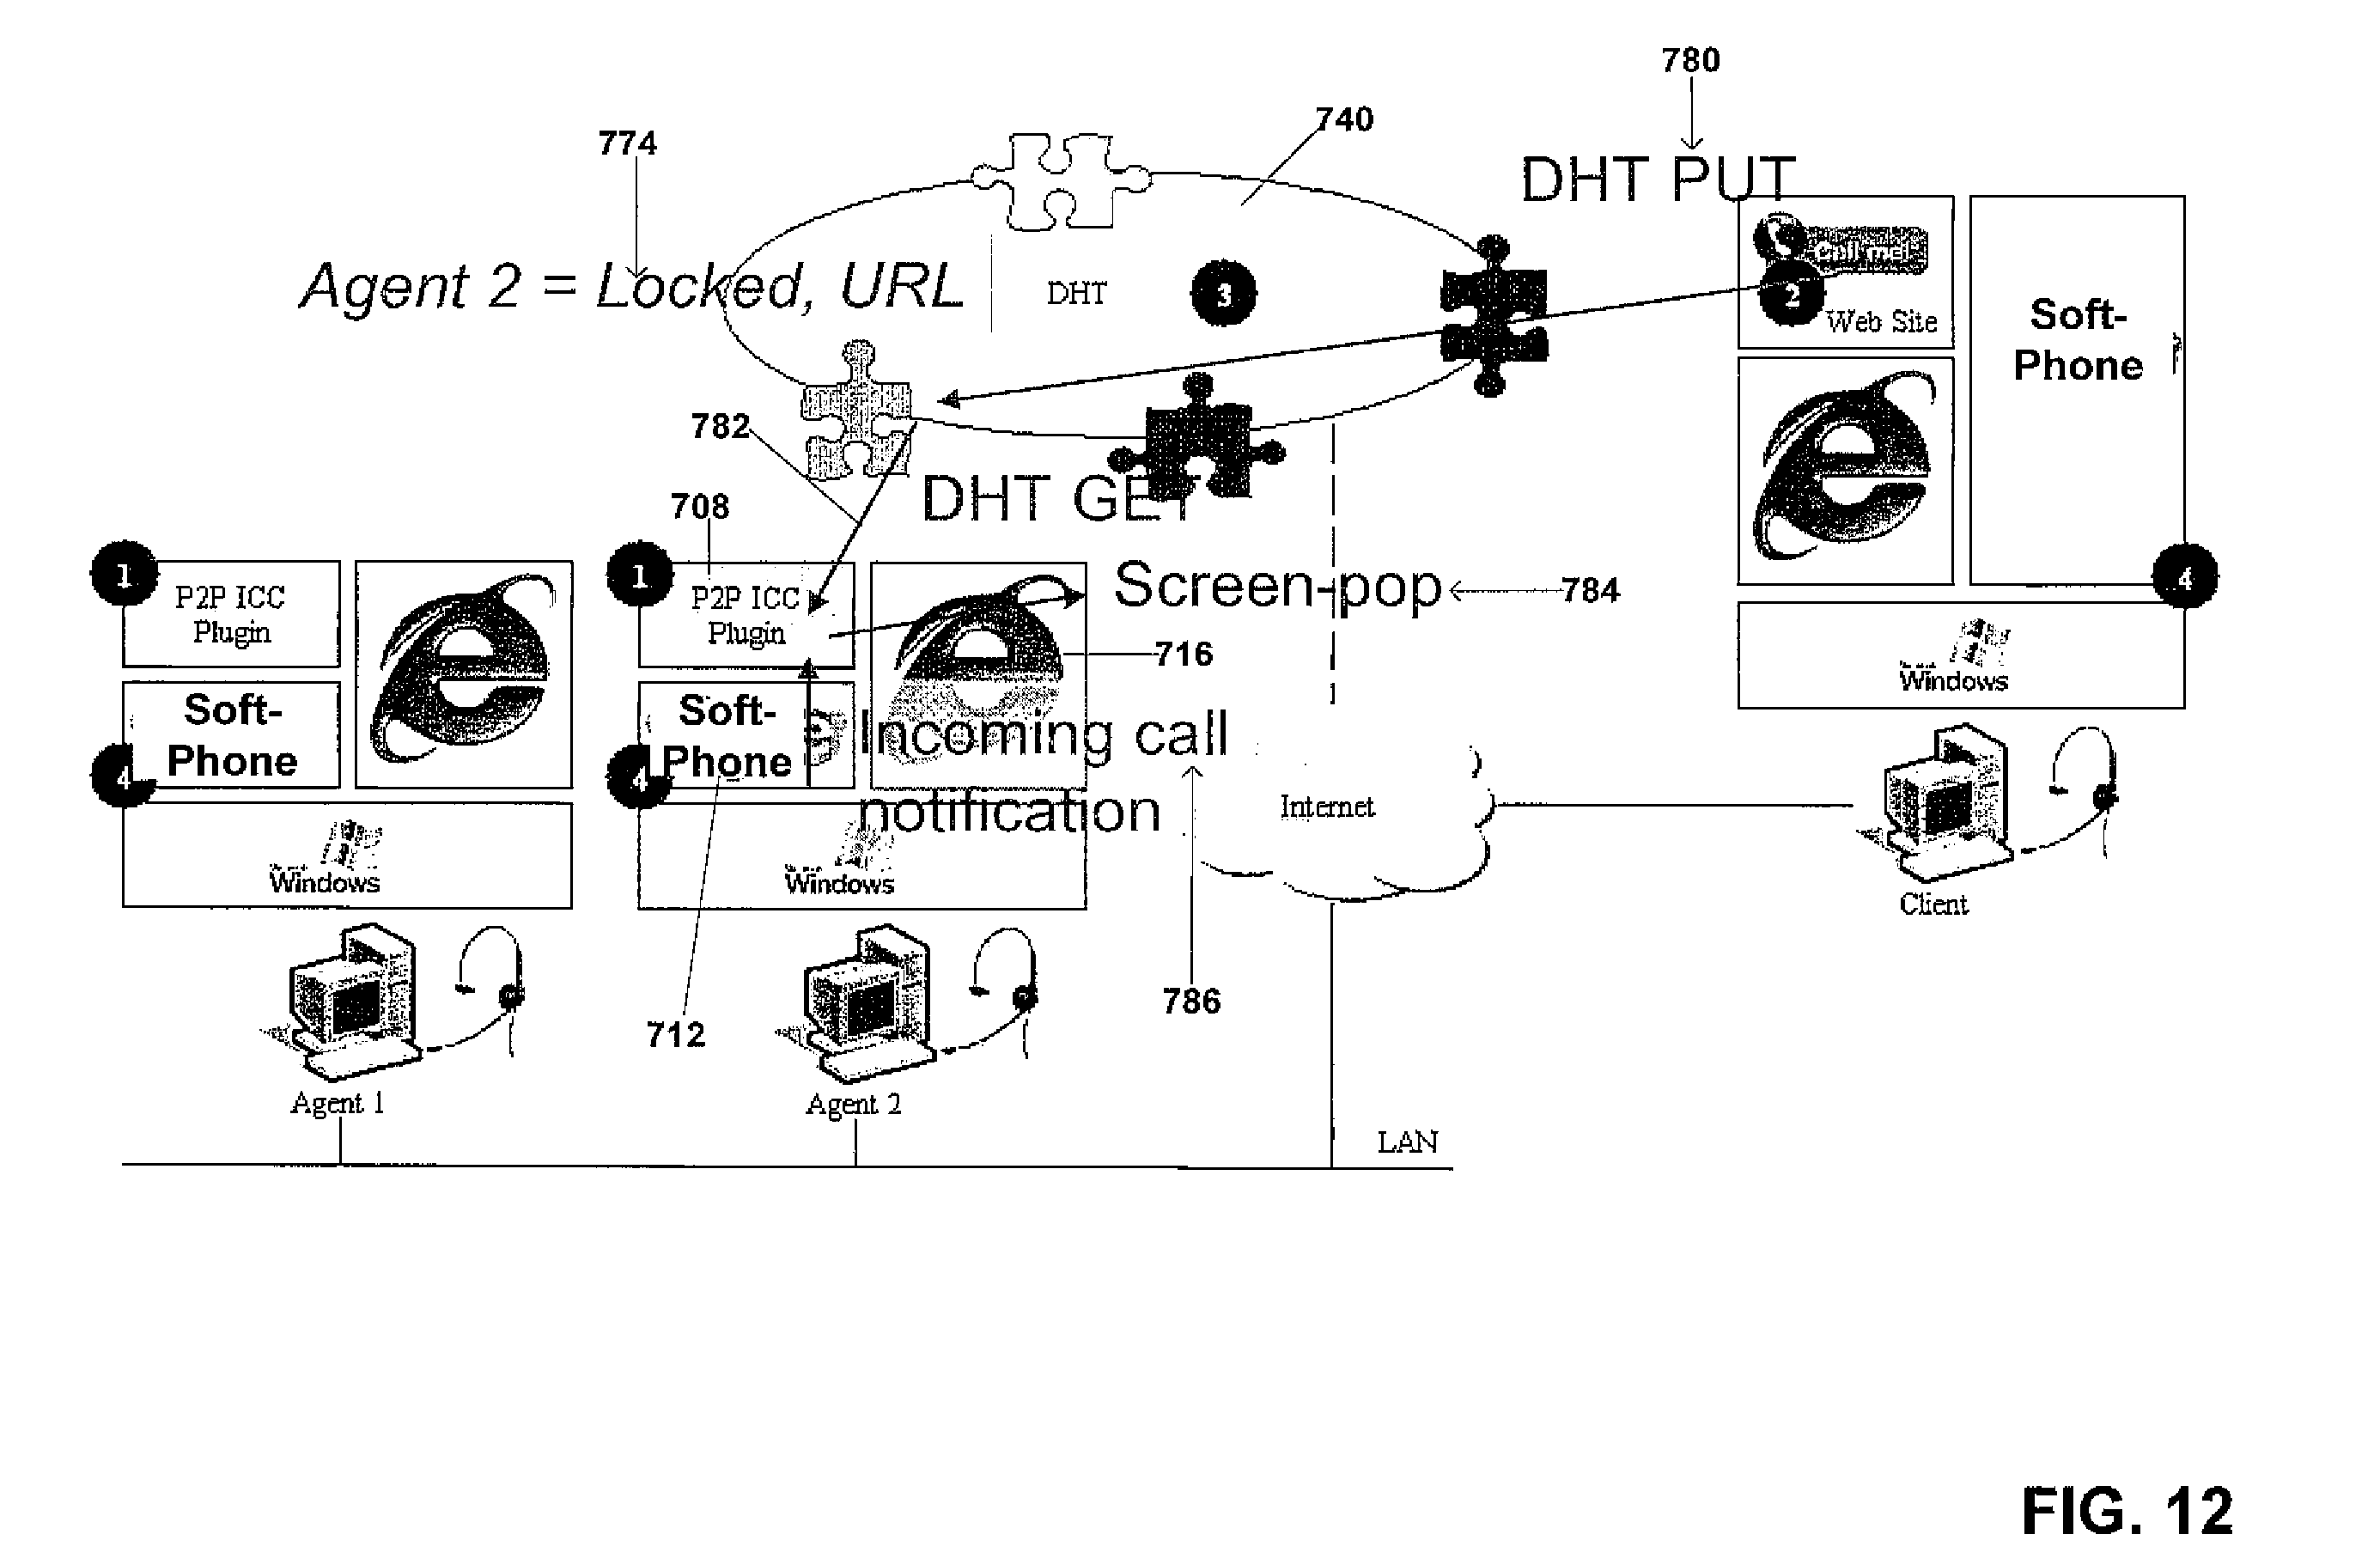 780
740
774
DHT PUT
Call me!
2
Web Site
Soft-
Phone
Agent 2 = Locked, URL
DHT
3
782
DHT GET
708
1
P2P ICC
Plugin
1
P2P ICC
Plugin
Screen-pop
784
4
716
Windows
Soft-
Phone
4
Soft-
Phone
4
Incoming call
notification
Internet
Windows
Windows
Client
786
712
Agent 1
Agent 2
LAN
FIG. 12